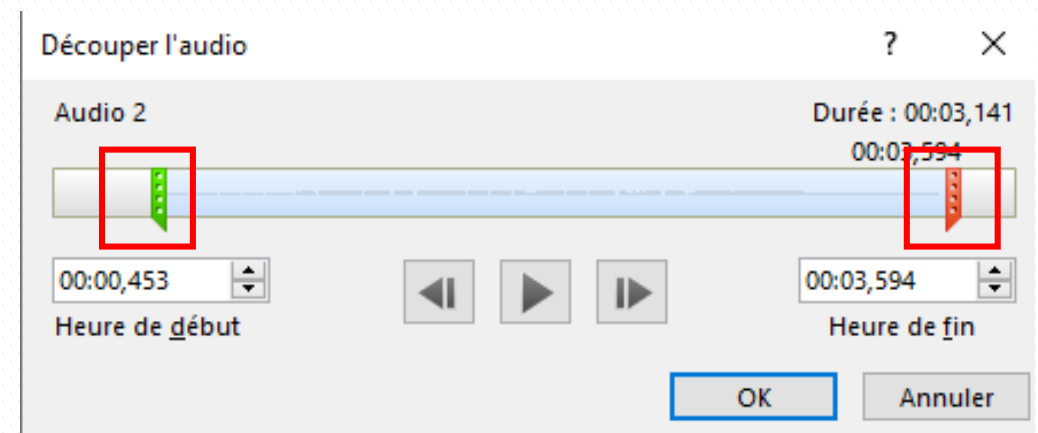 Découper l'audio ?
Audio 2 Durée : 00:03,141
00:03,594
00:00,453 00:03,594
Heure de début Heure de fin
OK Annuler